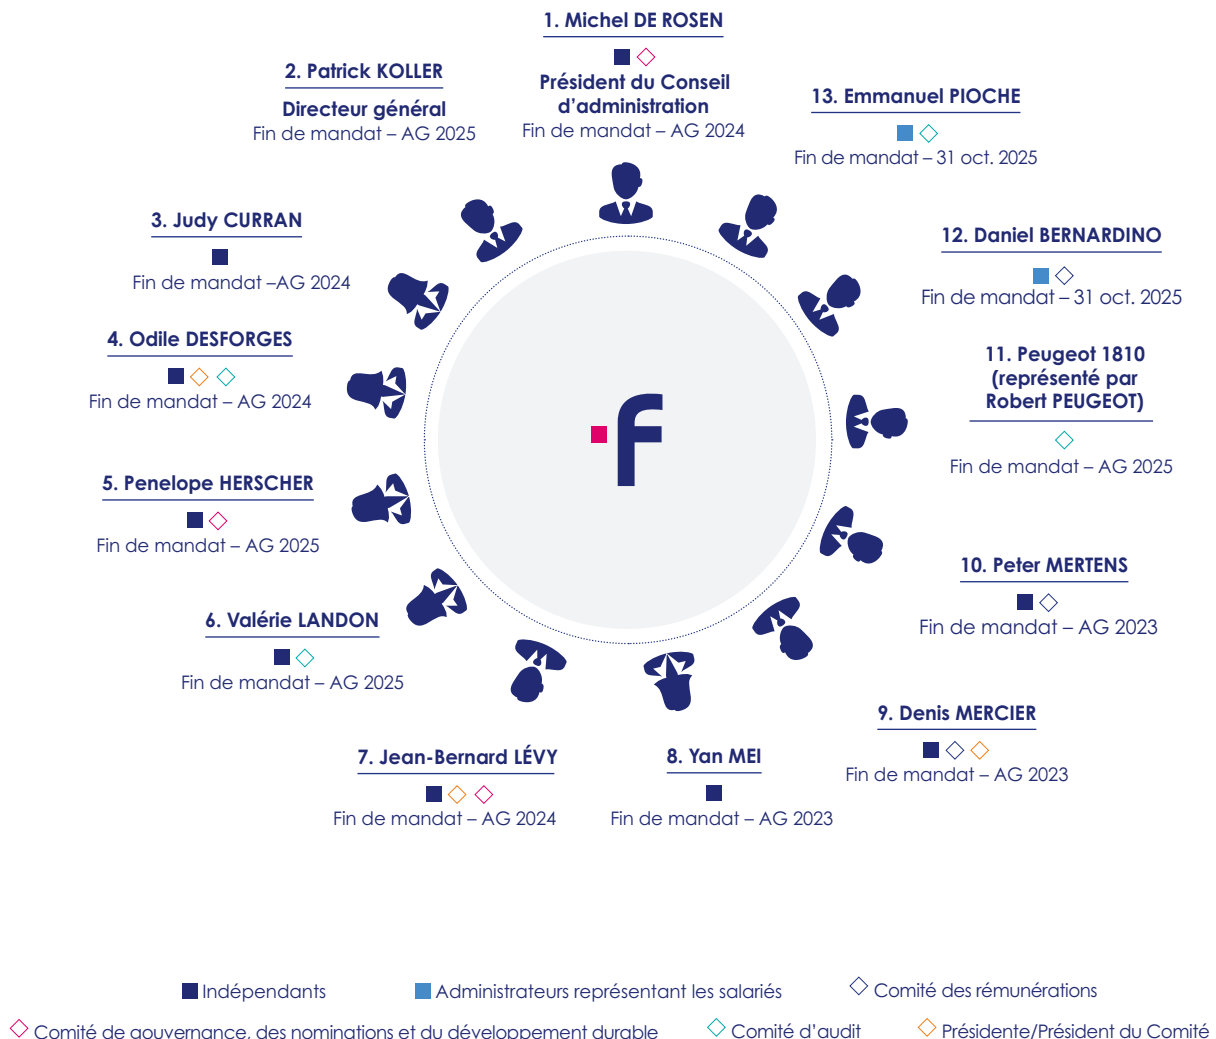 1. Michel DE ROSEN
Président du Conseil
d’administration
Fin de mandat – AG 2024
2. Patrick KOLLER
Directeur général
Fin de mandat – AG 2025
3. Judy CURRAN
Fin de mandat –AG 2024
4. Odile DESFORGES
Fin de mandat – AG 2024
5. Penelope HERSCHER
Fin de mandat – AG 2025
6. Valérie LANDON
Fin de mandat – AG 2025
7. Jean-Bernard LÉVY
Fin de mandat – AG 2024
8. Yan MEI
Fin de mandat – AG 2023
9. Denis MERCIER
Fin de mandat – AG 2023
10. Peter MERTENS
Fin de mandat – AG 2023
11. Peugeot 1810
(représenté par
Robert PEUGEOT)
Fin de mandat – AG 2025
12. Daniel BERNARDINO
Fin de mandat – 31 oct. 2025
13. Emmanuel PIOCHE
Fin de mandat – 31 oct. 2025
f
Indépendants
Administrateurs représentant les salariés
Comité des rémunérations
Comité de gouvernance, des nominations et du développement durable
Comité d’audit
Présidente/Président du Comité